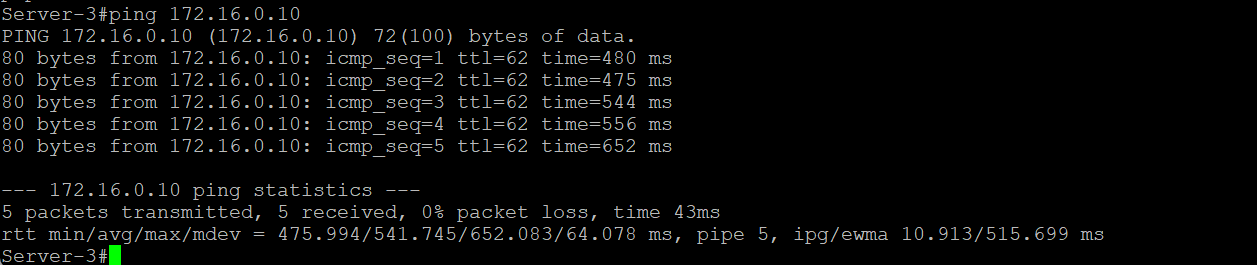 Server-3#ping 172.16.0.10
PING 172.16.0.10 (172.16.0.10) 72(100) bytes of data.
80 bytes from 172.16.0.10: icmp_seq=1 ttl=62 time=480 ms
80 bytes from 172.16.0.10: icmp_seq=2 ttl=62 time=475 ms
80 bytes from 172.16.0.10: icmp_seq=3 ttl=62 time=544 ms
80 bytes from 172.16.0.10: icmp_seq=4 ttl=62 time=556 ms
80 bytes from 172.16.0.10: icmp_seq=5 ttl=62 time=652 ms

--- 172.16.0.10 ping statistics ---
5 packets transmitted, 5 received, 0% packet loss, time 43ms
rtt min/avg/max/mdev = 475.994/541.745/652.083/64.078 ms, pipe 5, ipg/ewma 10.913/515.699 ms
Server-3#